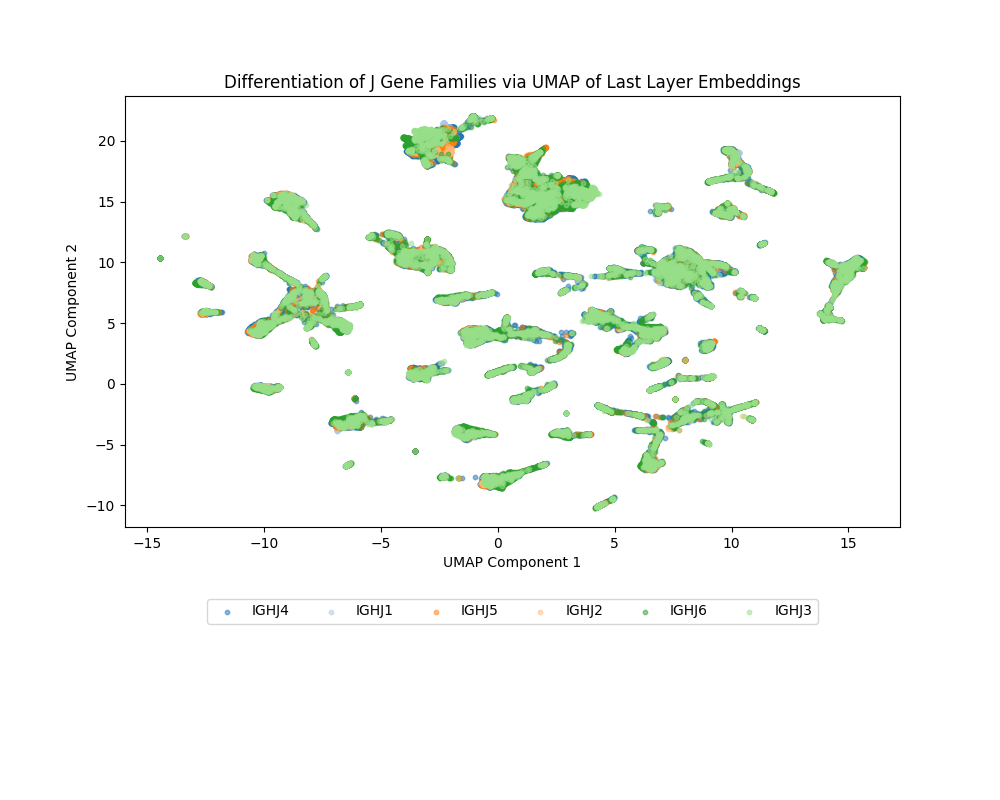 Differentiation of J Gene Families via UMAP of Last Layer Embeddings
UMAP Component 2
20
15
10
5
0
−5
−10
−15 −10 −5 0 5 10 15
UMAP Component 1
IGHJ4 IGHJ1 IGHJ5 IGHJ2 IGHJ6 IGHJ3